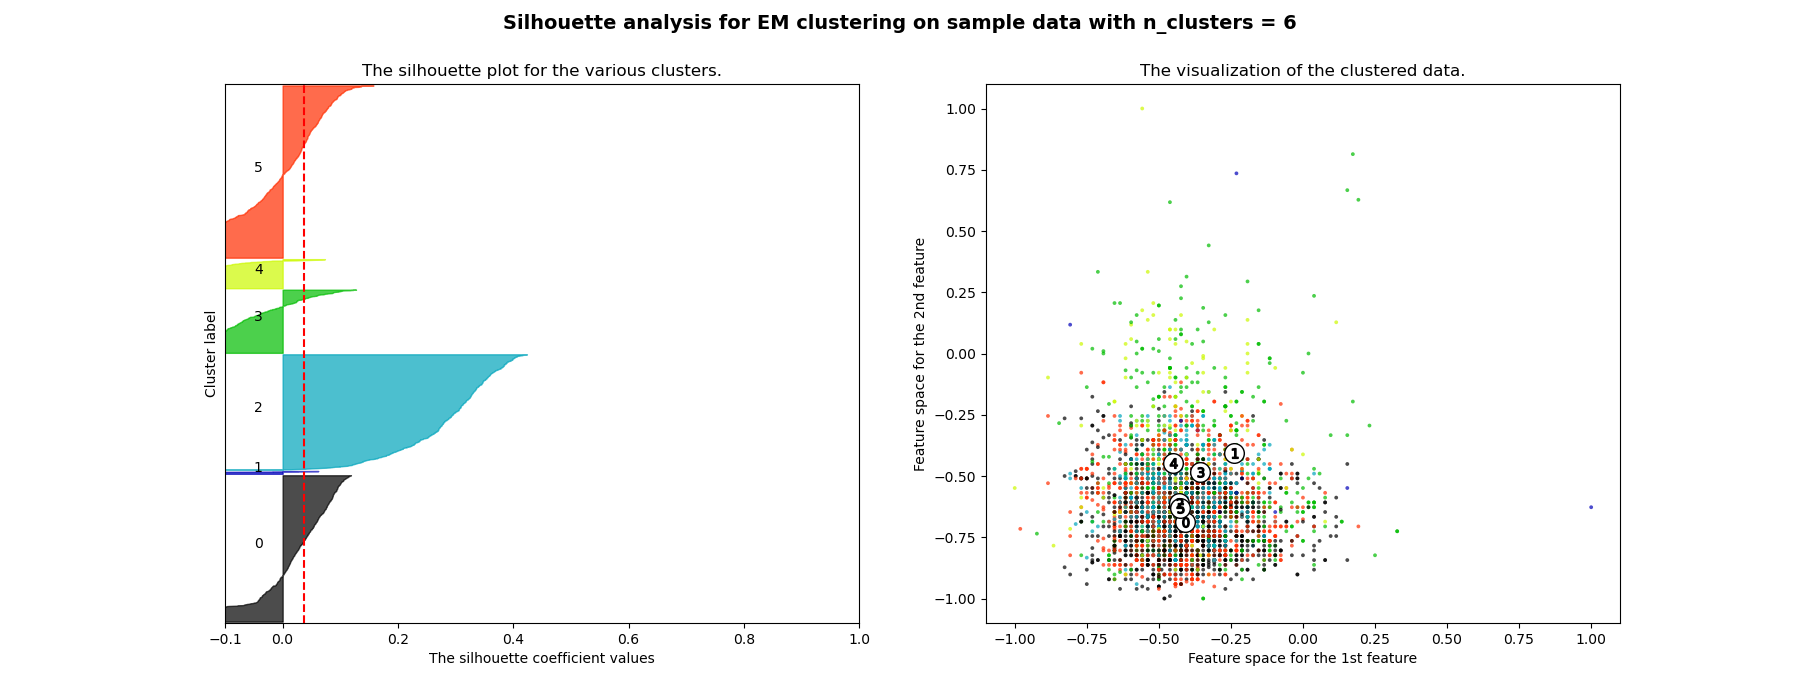 Silhouette analysis for EM clustering on sample data with n_clusters = 6
The silhouette plot for the various clusters.
5
4
3
2
1
0
Cluster label
−0.1 0.0 0.2 0.4 0.6 0.8 1.0
The silhouette coefficient values
The visualization of the clustered data.
1.00
0.75
0.50
0.25
0.00
−0.25
−0.50
−0.75
−1.00
Feature space for the 2nd feature
1
4
3
5
0
−1.00 −0.75 −0.50 −0.25 0.00 0.25 0.50 0.75 1.00
Feature space for the 1st feature